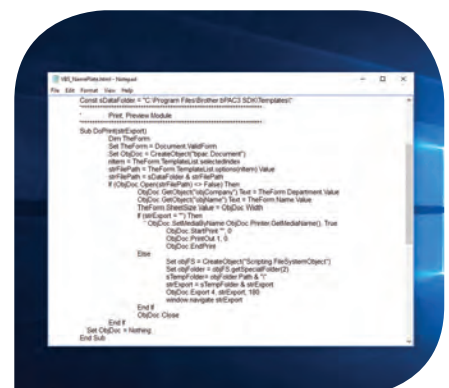 VBS_NamePlate.html - Notepad
File Edit Format View Help
Const sDataFolder = "C:\Program Files\Brother bPAC3 SDK\Templates\"
'*******************************************************************
' Print, Preview Module
'*******************************************************************
Sub DoPrint(strExport)
Dim TheForm
Set TheForm = Document.ValidForm
Set ObjDoc = CreateObject("bpac.Document")
nItem = TheForm.TemplateList.selectedIndex
strFilePath = TheForm.TemplateList.options(nItem).Value
strFilePath = sDataFolder & strFilePath
If (ObjDoc.Open(strFilePath) <> False) Then
ObjDoc.GetObject("objCompany").Text = TheForm.Department.Value
ObjDoc.GetObject("objName").Text = TheForm.Name.Value
TheForm.SheetSize.Value = ObjDoc.Width
If (strExport = "") Then
' ObjDoc.SetMediaByName ObjDoc.Printer.GetMediaName(), True
ObjDoc.StartPrint "", 0
ObjDoc.PrintOut 1, 0
ObjDoc.EndPrint
Else
Set objFS = CreateObject("Scripting.FileSystemObject")
Set objFolder = objFS.getSpecialFolder(2)
sTempFolder= objFolder.Path & "\"
strExport = sTempFolder & strExport
ObjDoc.Export 4, strExport, 180
window.navigate strExport
End If
ObjDoc.Close
End If
Set ObjDoc = Nothing
End Sub